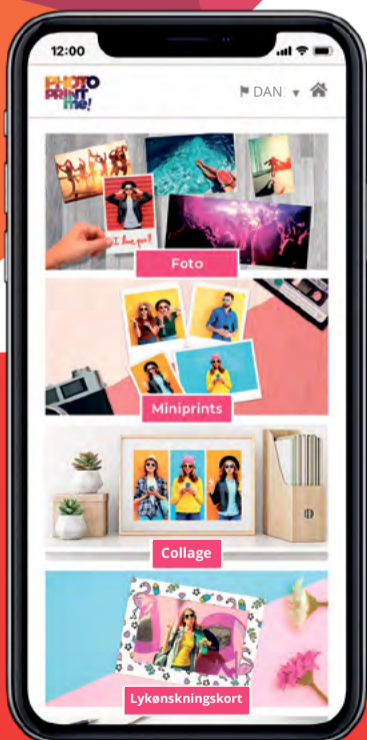 12:00
PHOTO
PRINT
me!
DAN
I love you!
Foto
Miniprints
Collage
Lykønskningskort